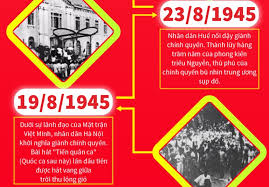 23/8/1945
Nhân dân Huế nổi dậy giành
chính quyền. Thành lũy hàng
trăm năm của phong kiến
triều Nguyễn, thủ phủ của
chính quyền bù nhìn trung ương
sụp đổ.
19/8/1945
Dưới sự lãnh đạo của Mặt trận
Việt Minh, nhân dân Hà Nội
khởi nghĩa giành chính quyền.
Bài hát "Tiến quân ca"
(Quốc ca sau này) lần đầu tiên
được hát vang giữa
trời thu lộng gió